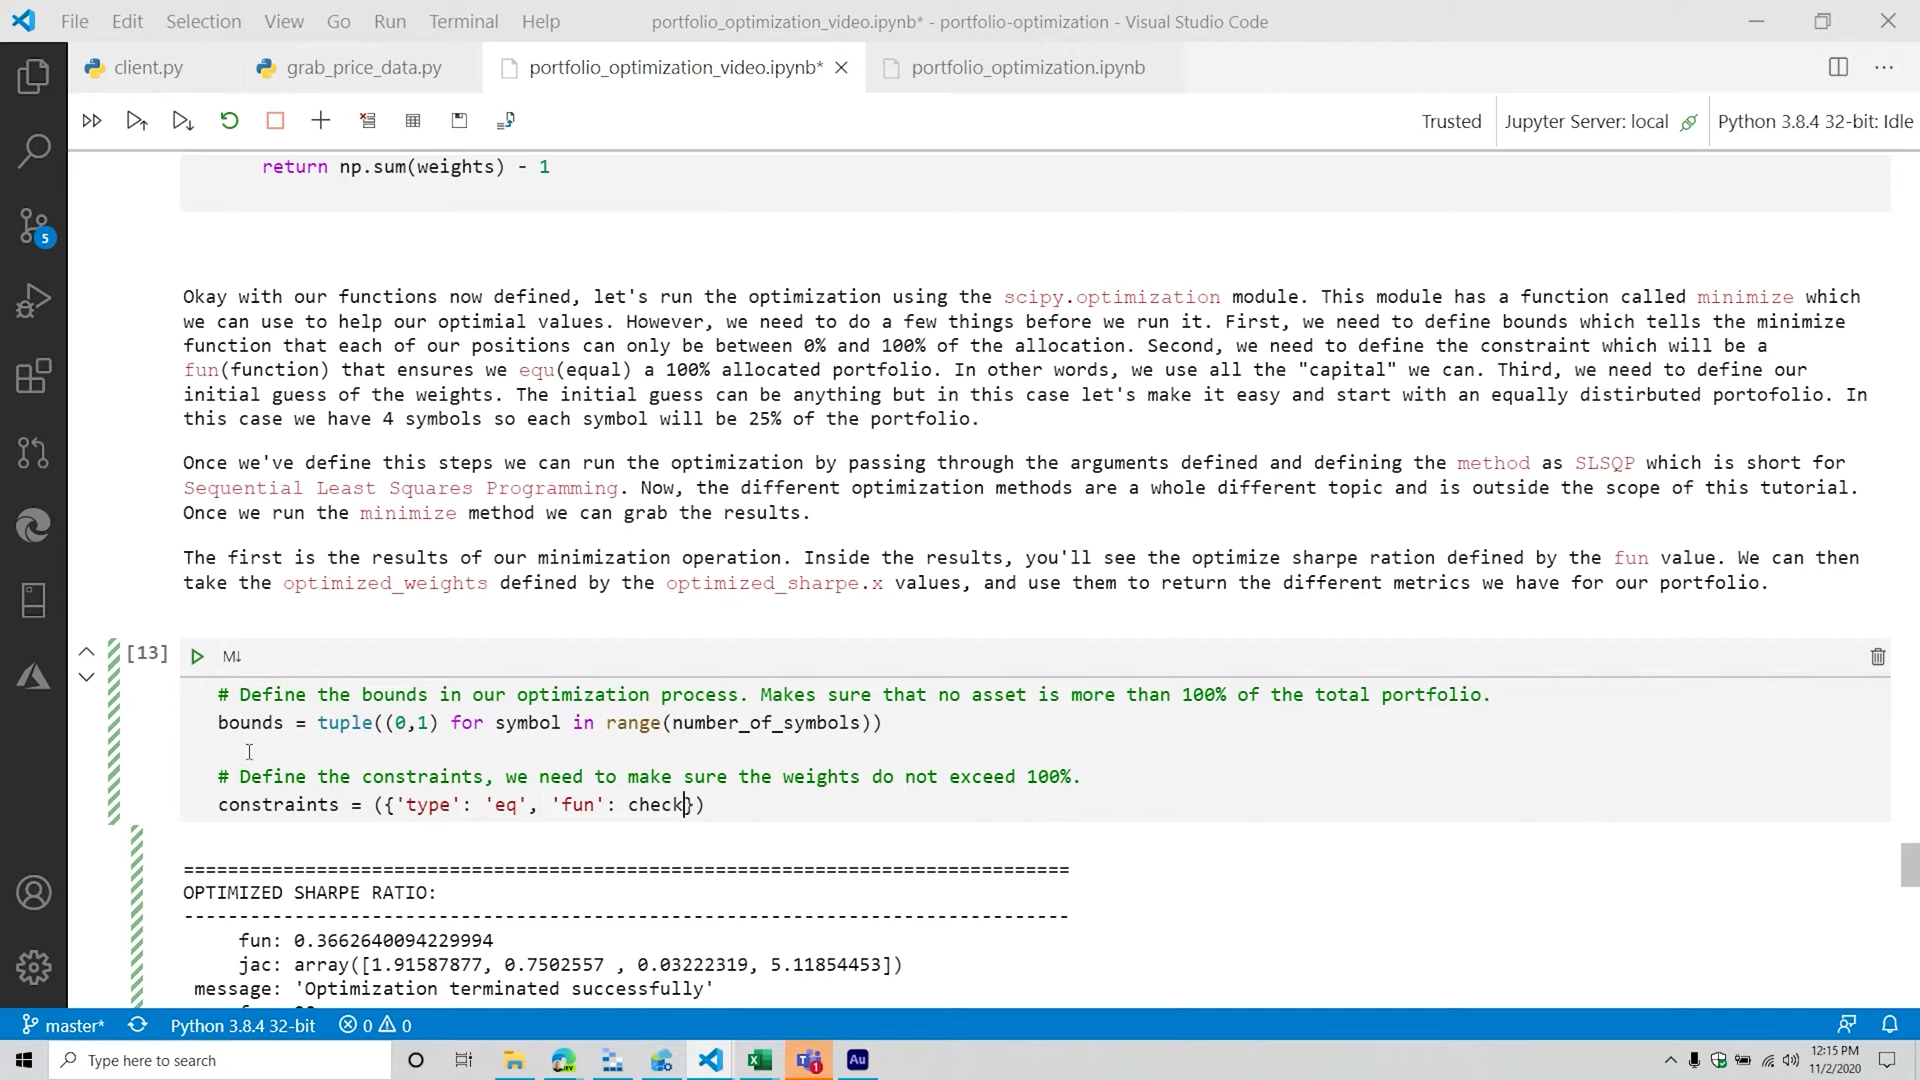 File Edit Selection View Go Run Terminal Help portfolio_optimization_video.ipynb* - portfolio-optimization - Visual Studio Code
client.py grab_price_data.py portfolio_optimization_video.ipynb* portfolio_optimization.ipynb
Trusted Jupyter Server: local Python 3.8.4 32-bit: Idle
return np.sum(weights) - 1
Okay with our functions now defined, let's run the optimization using the scipy.optimization module. This module has a function called minimize which
we can use to help our optimial values. However, we need to do a few things before we run it. First, we need to define bounds which tells the minimize
function that each of our positions can only be between 0% and 100% of the allocation. Second, we need to define the constraint which will be a
fun(function) that ensures we equ(equal) a 100% allocated portfolio. In other words, we use all the "capital" we can. Third, we need to define our
initial guess of the weights. The initial guess can be anything but in this case let's make it easy and start with an equally distirbuted portofolio. In
this case we have 4 symbols so each symbol will be 25% of the portfolio.
Once we've define this steps we can run the optimization by passing through the arguments defined and defining the method as SLSQP which is short for
Sequential Least Squares Programming. Now, the different optimization methods are a whole different topic and is outside the scope of this tutorial.
Once we run the minimize method we can grab the results.
The first is the results of our minimization operation. Inside the results, you'll see the optimize sharpe ration defined by the fun value. We can then
take the optimized_weights defined by the optimized_sharpe.x values, and use them to return the different metrics we have for our portfolio.
[13] M↓
# Define the bounds in our optimization process. Makes sure that no asset is more than 100% of the total portfolio.
bounds = tuple((0,1) for symbol in range(number_of_symbols))
# Define the constraints, we need to make sure the weights do not exceed 100%.
constraints = ({'type': 'eq', 'fun': check})
================================================================================
OPTIMIZED SHARPE RATIO:
--------------------------------------------------------------------------------
fun: 0.3662640094229994
jac: array([1.91587877, 0.7502557 , 0.03222319, 5.11854453])
message: 'Optimization terminated successfully'
5
master* Python 3.8.4 32-bit 0 0
Type here to search Au 1 12:15 PM
11/2/2020